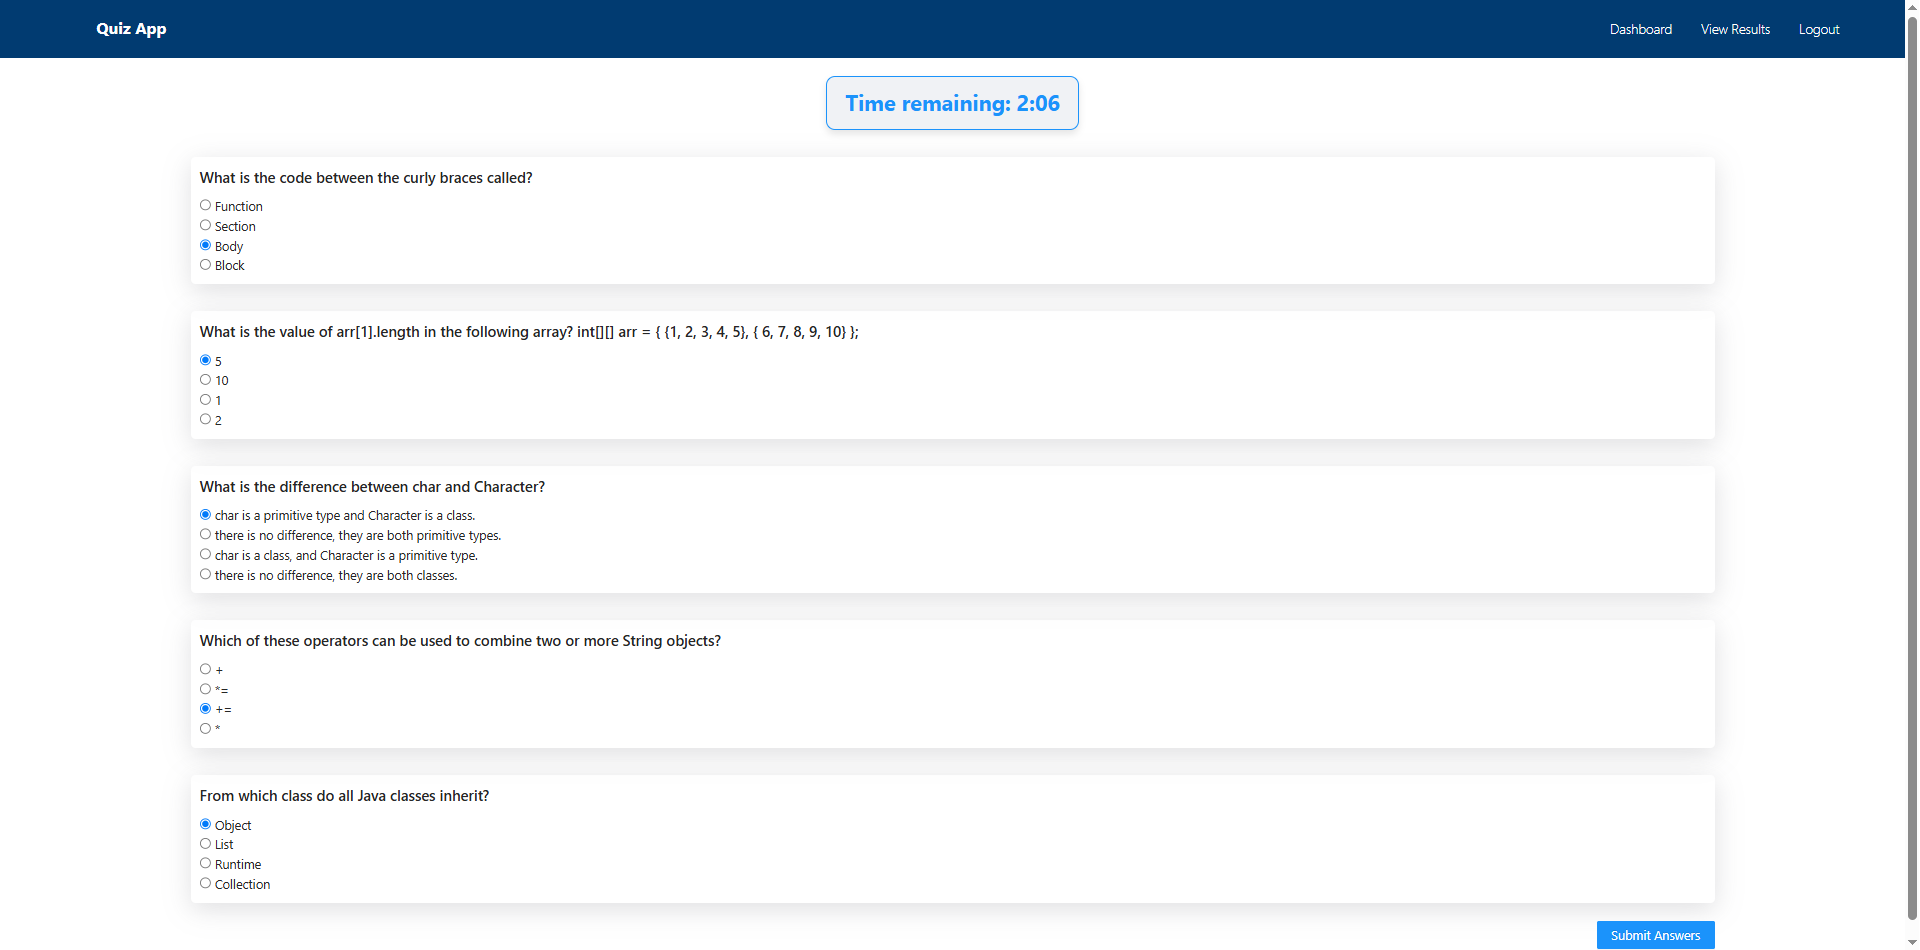 Quiz App
Dashboard
View Results
Logout
Time remaining: 2:06
What is the code between the curly braces called?
Function
Section
Body
Block
What is the value of arr[1].length in the following array? int[][] arr = { {1, 2, 3, 4, 5}, { 6, 7, 8, 9, 10} };
5
10
1
2
What is the difference between char and Character?
char is a primitive type and Character is a class.
there is no difference, they are both primitive types.
char is a class, and Character is a primitive type.
there is no difference, they are both classes.
Which of these operators can be used to combine two or more String objects?
+
*=
+=
*
From which class do all Java classes inherit?
Object
List
Runtime
Collection
Submit Answers